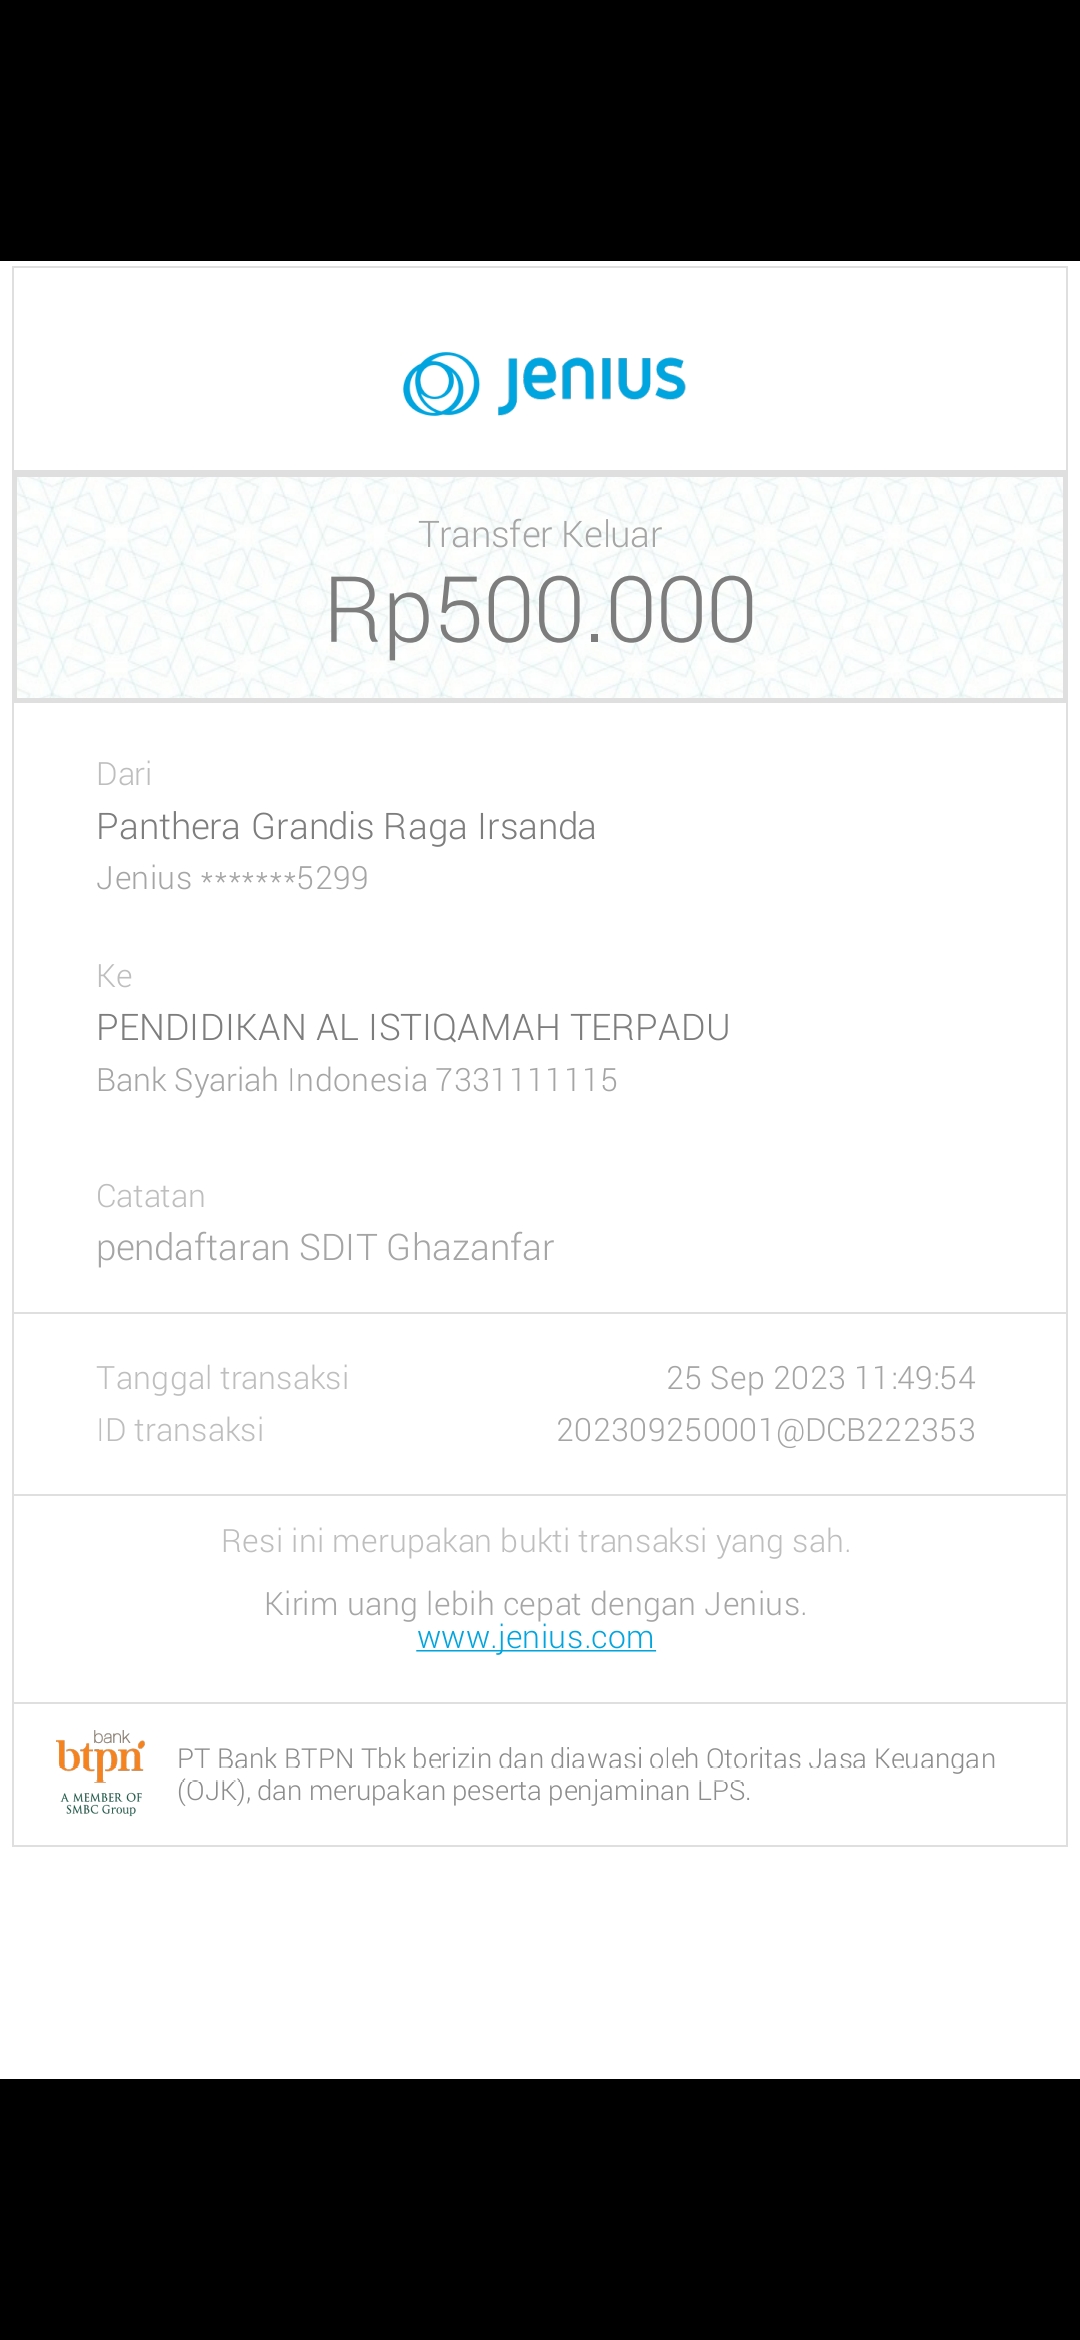 jenius
Transfer Keluar
Rp500.000
Dari
Panthera Grandis Raga Irsanda
Jenius *******5299
Ke
PENDIDIKAN AL ISTIQAMAH TERPADU
Bank Syariah Indonesia 7331111115
Catatan
pendaftaran SDIT Ghazanfar
Tanggal transaksi 25 Sep 2023 11:49:54
ID transaksi 202309250001@DCB222353
Resi ini merupakan bukti transaksi yang sah.
Kirim uang lebih cepat dengan Jenius.
www.jenius.com
bank
btpn
A MEMBER OF
SMBC Group
PT Bank BTPN Tbk berizin dan diawasi oleh Otoritas Jasa Keuangan
(OJK), dan merupakan peserta penjaminan LPS.